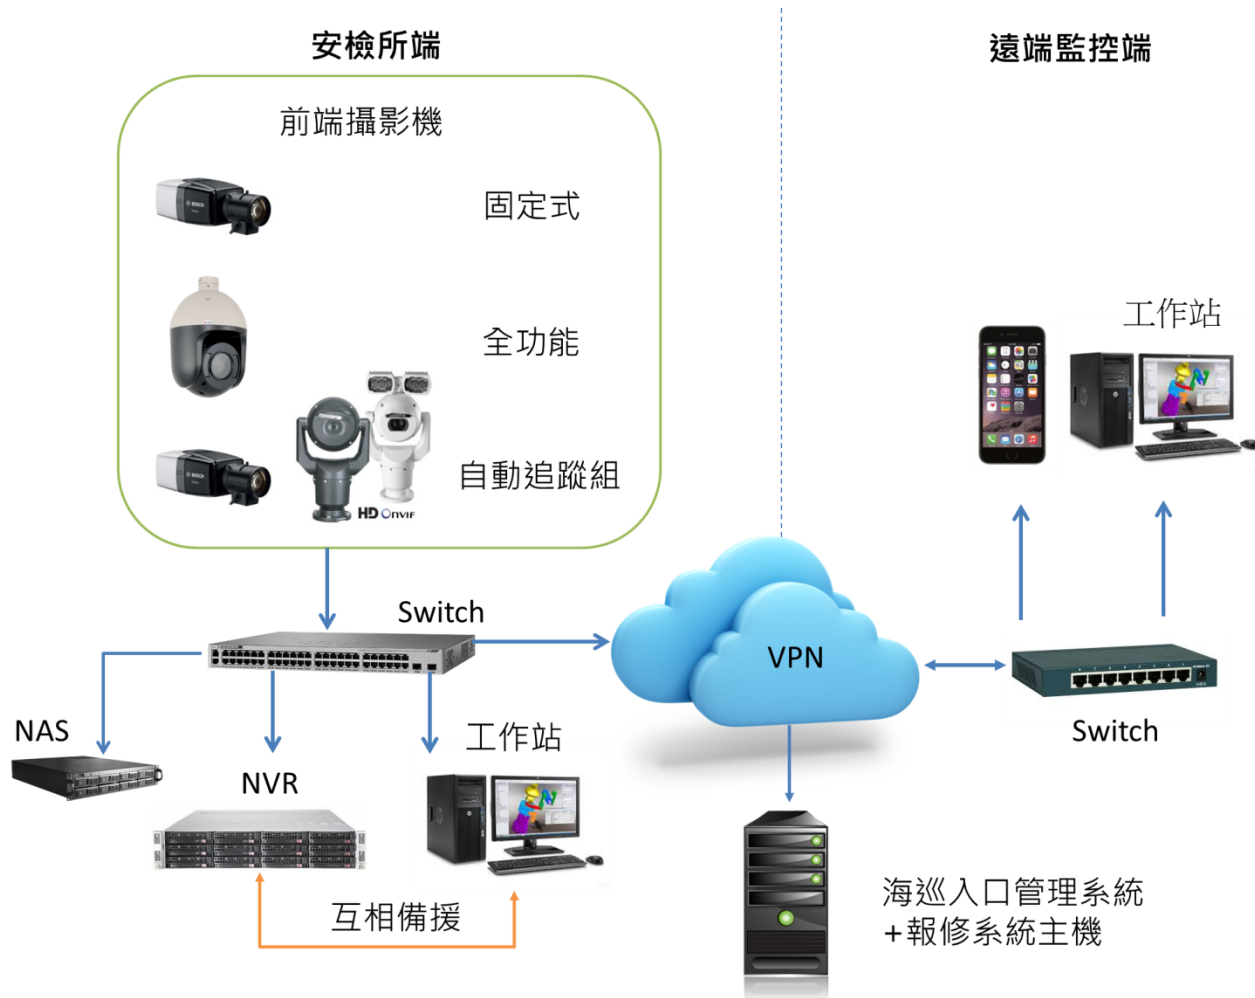 安檢所端
遠端監控端
前端攝影機
固定式
全功能
自動追蹤組
HD ONVIF
BOSCH
BOSCH
工作站
Switch
VPN
Switch
NAS
NVR
工作站
互相備援
海巡入口管理系統
+報修系統主機